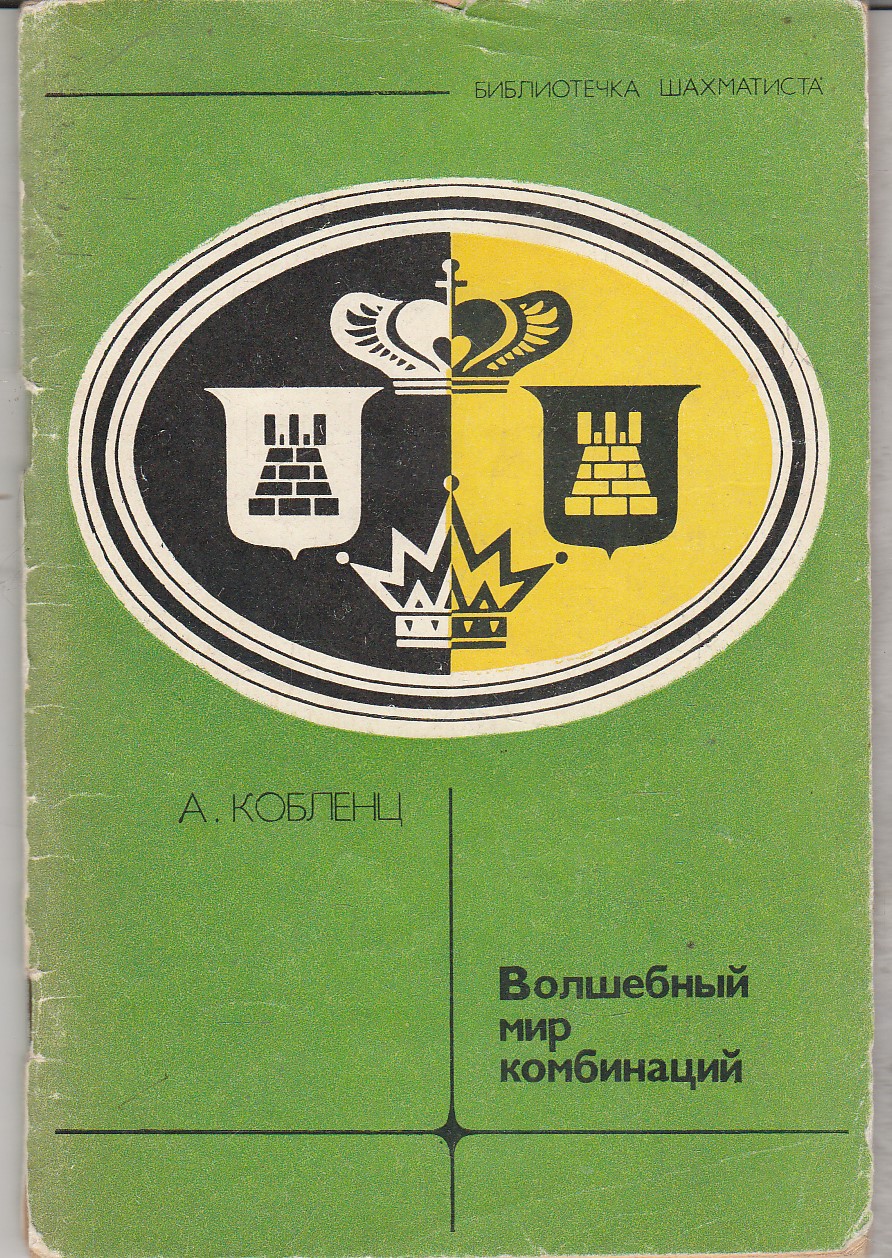 БИБЛИОТЕЧКА ШАХМАТИСТА
А. КОБЛЕНЦ
Волшебный
мир
комбинаций